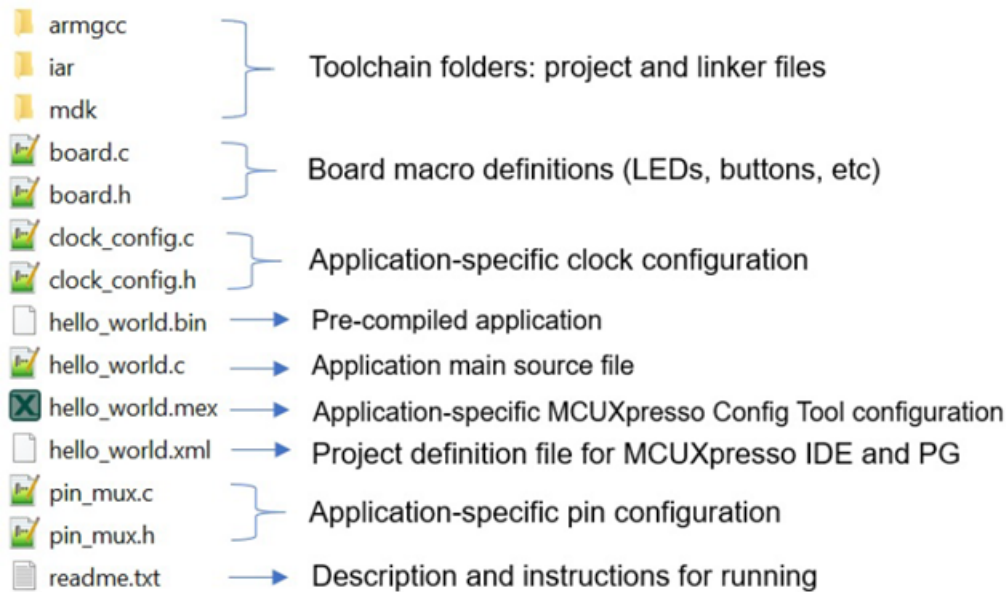 armgcc
iar
mdk
Toolchain folders: project and linker files
board.c
board.h
Board macro definitions (LEDs, buttons, etc)
clock_config.c
clock_config.h
Application-specific clock configuration
hello_world.bin
Pre-compiled application
hello_world.c
Application main source file
hello_world.mex
Application-specific MCUXpresso Config Tool configuration
hello_world.xml
Project definition file for MCUXpresso IDE and PG
pin_mux.c
pin_mux.h
Application-specific pin configuration
readme.txt
Description and instructions for running